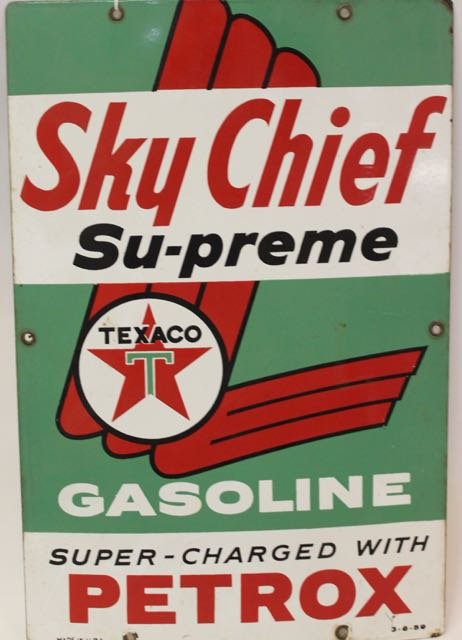 Sky Chief
Su-preme
TEXACO
T
GASOLINE
SUPER-CHARGED WITH
PETROX
3-6-59